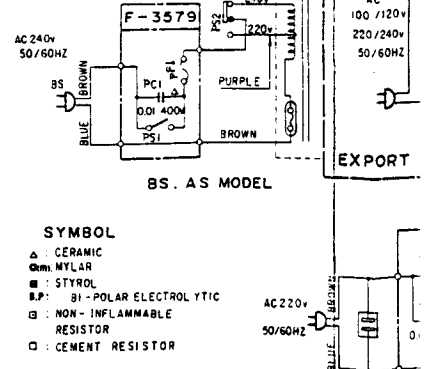 F-3579
AC 240v
50/60HZ
BS
BROWN
BLUE
PF1
PC1
0.01 400v
PS1
PS2
220v
PURPLE
BROWN
BS. AS MODEL
AC
100 /120v
220/240v
50/60HZ
EXPORT
SYMBOL
△ : CERAMIC
MYLAR
: STYROL
B.P: BI-POLAR ELECTROLYTIC
: NON-INFLAMMABLE
RESISTOR
□ : CEMENT RESISTOR
AC220v
50/60HZ
BROWN
BLUE